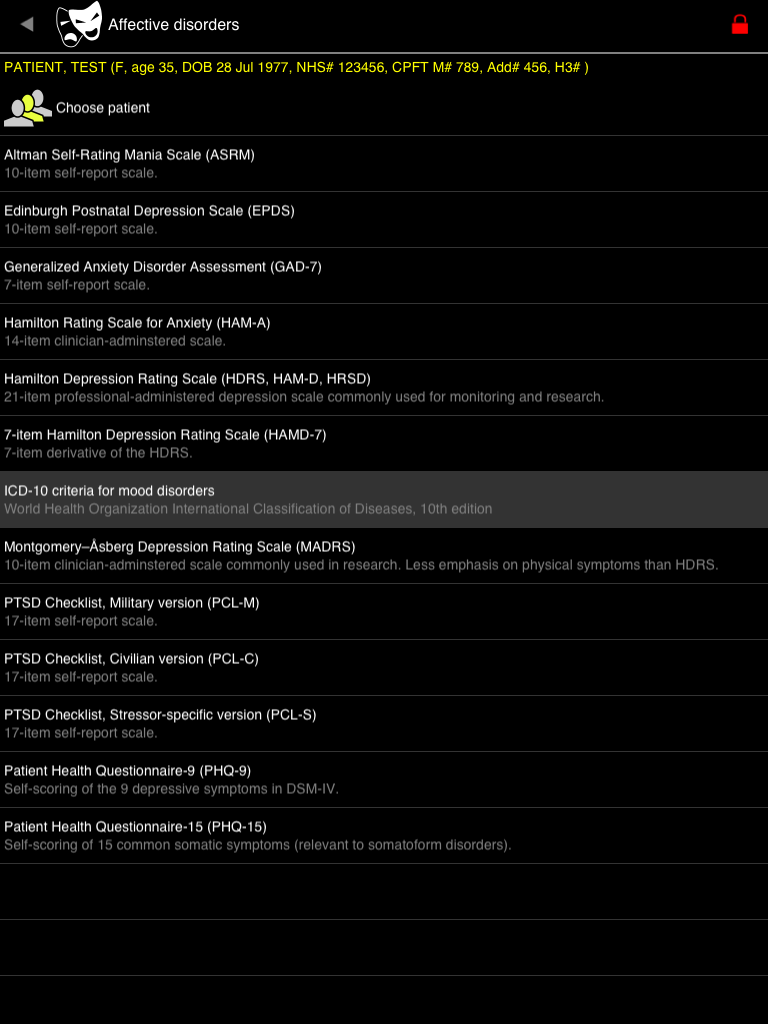 Affective disorders
PATIENT, TEST (F, age 35, DOB 28 Jul 1977, NHS# 123456, CPFT M# 789, Add# 456, H3# )
Choose patient
Altman Self-Rating Mania Scale (ASRM)
10-item self-report scale.
Edinburgh Postnatal Depression Scale (EPDS)
10-item self-report scale.
Generalized Anxiety Disorder Assessment (GAD-7)
7-item self-report scale.
Hamilton Rating Scale for Anxiety (HAM-A)
14-item clinician-adminstered scale.
Hamilton Depression Rating Scale (HDRS, HAM-D, HRSD)
21-item professional-administered depression scale commonly used for monitoring and research.
7-item Hamilton Depression Rating Scale (HAMD-7)
7-item derivative of the HDRS.
ICD-10 criteria for mood disorders
World Health Organization International Classification of Diseases, 10th edition
Montgomery–Åsberg Depression Rating Scale (MADRS)
10-item clinician-adminstered scale commonly used in research. Less emphasis on physical symptoms than HDRS.
PTSD Checklist, Military version (PCL-M)
17-item self-report scale.
PTSD Checklist, Civilian version (PCL-C)
17-item self-report scale.
PTSD Checklist, Stressor-specific version (PCL-S)
17-item self-report scale.
Patient Health Questionnaire-9 (PHQ-9)
Self-scoring of the 9 depressive symptoms in DSM-IV.
Patient Health Questionnaire-15 (PHQ-15)
Self-scoring of 15 common somatic symptoms (relevant to somatoform disorders).